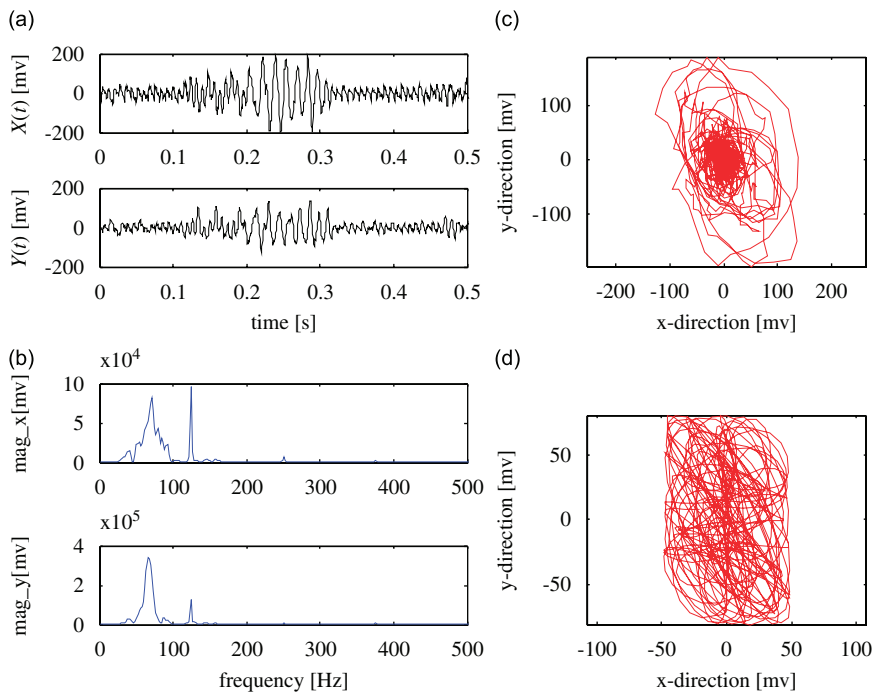 (a)
X(t) [mv]
200
0
-200
0 0.1 0.2 0.3 0.4 0.5
Y(t) [mv]
200
0
-200
0 0.1 0.2 0.3 0.4 0.5
time [s]
(b)
x10^4
mag_x[mv]
10
5
0
0 100 200 300 400 500
x10^5
mag_y[mv]
4
2
0
0 100 200 300 400 500
frequency [Hz]
(c)
y-direction [mv]
100
0
-100
-200 -100 0 100 200
x-direction [mv]
(d)
y-direction [mv]
50
0
-50
-100 -50 0 50 100
x-direction [mv]